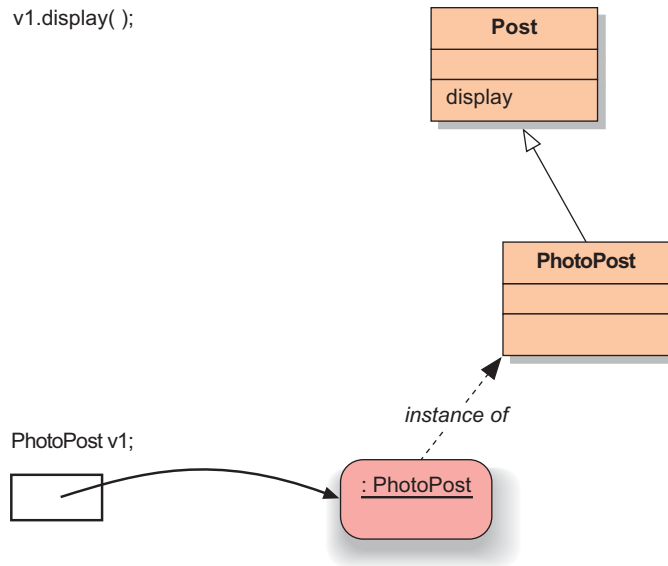 v1.display( );
Post
display
PhotoPost
instance of
PhotoPost v1;
: PhotoPost